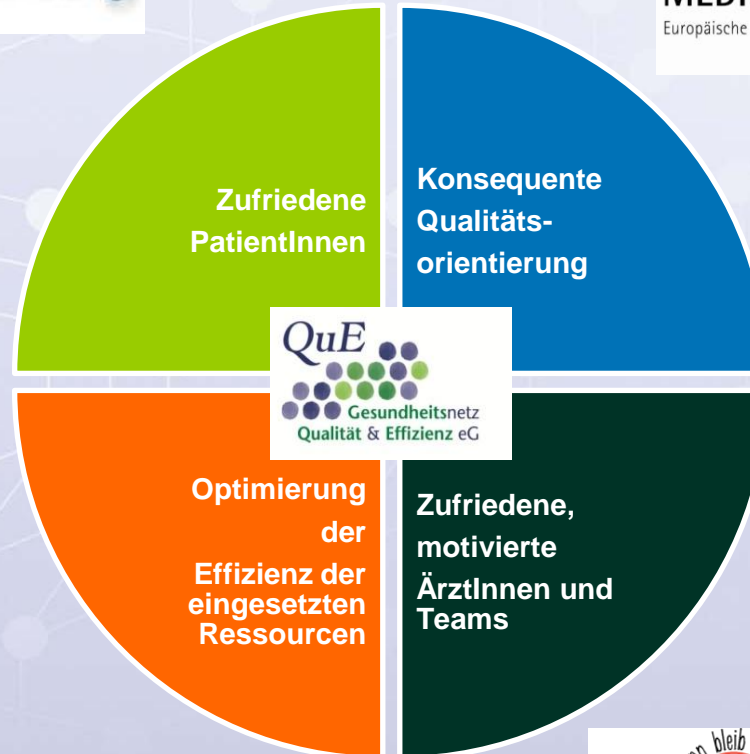 Europäische
Zufriedene
PatientInnen
Konsequente
Qualitäts-
orientierung
QuE
Gesundheitsnetz
Qualität & Effizienz eG
Optimierung
der
Effizienz der
eingesetzten
Ressourcen
Zufriedene,
motivierte
ÄrztInnen und
Teams
bleib